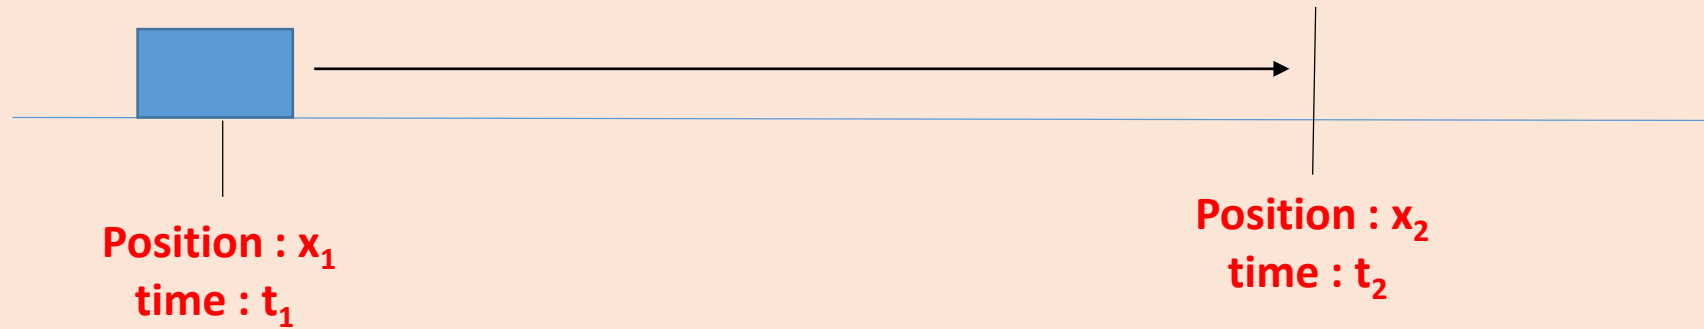 Position : x₁
time : t₁
Position : x₂
time : t₂